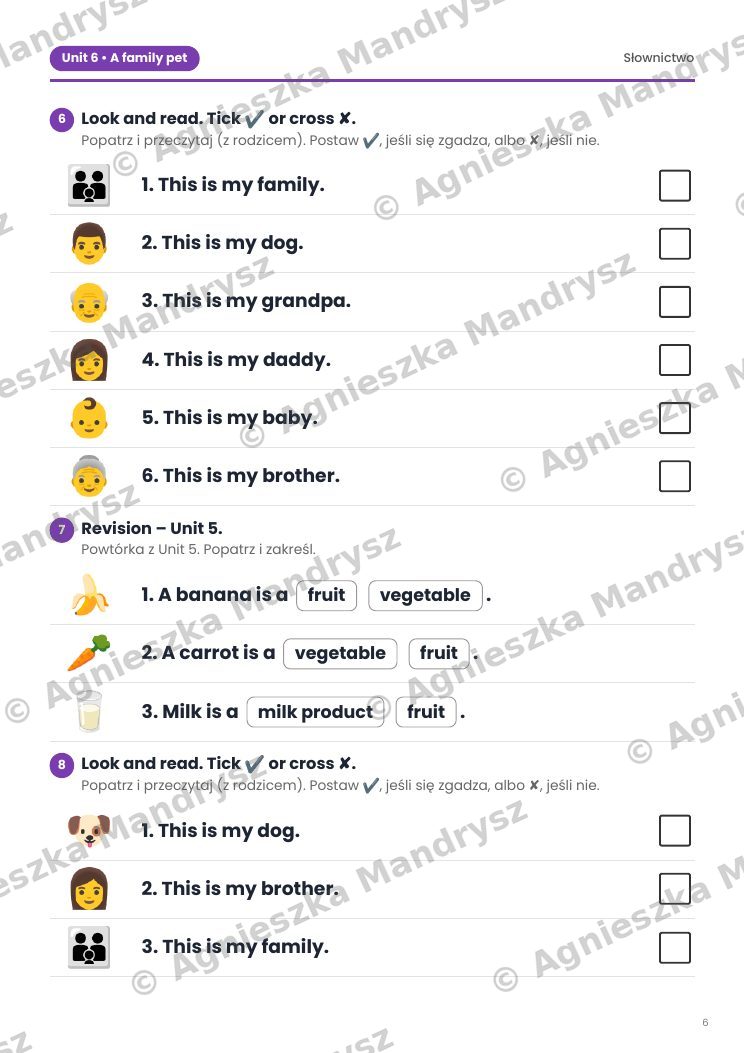 Unit 6 • A family pet
Słownictwo
6 Look and read. Tick ✔ or cross ✘.
Popatrz i przeczytaj (z rodzicem). Postaw ✔, jeśli się zgadza, albo ✘, jeśli nie.
1. This is my family.
2. This is my dog.
3. This is my grandpa.
4. This is my daddy.
5. This is my baby.
6. This is my brother.
7 Revision – Unit 5.
Powtórka z Unit 5. Popatrz i zakreśl.
1. A banana is a fruit vegetable .
2. A carrot is a vegetable fruit .
3. Milk is a milk product fruit .
8 Look and read. Tick ✔ or cross ✘.
Popatrz i przeczytaj (z rodzicem). Postaw ✔, jeśli się zgadza, albo ✘, jeśli nie.
1. This is my dog.
2. This is my brother.
3. This is my family.
6
© Agnieszka Mandrysz